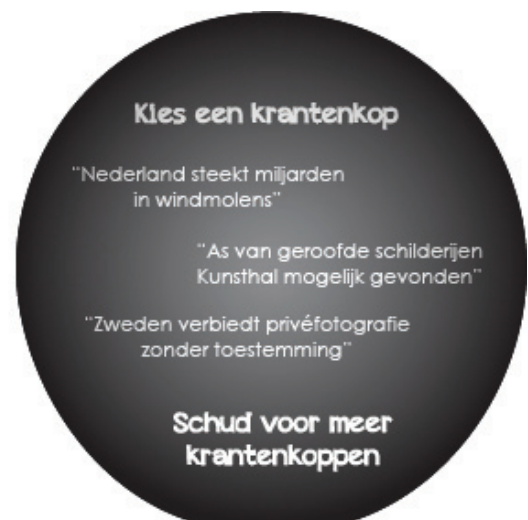 Kies een krantenkop
"Nederland steekt miljarden
in windmolens"
"As van geroofde schilderijen
Kunsthal mogelijk gevonden"
"Zweden verbiedt privéfotografie
zonder toestemming"
Schud voor meer
krantenkoppen